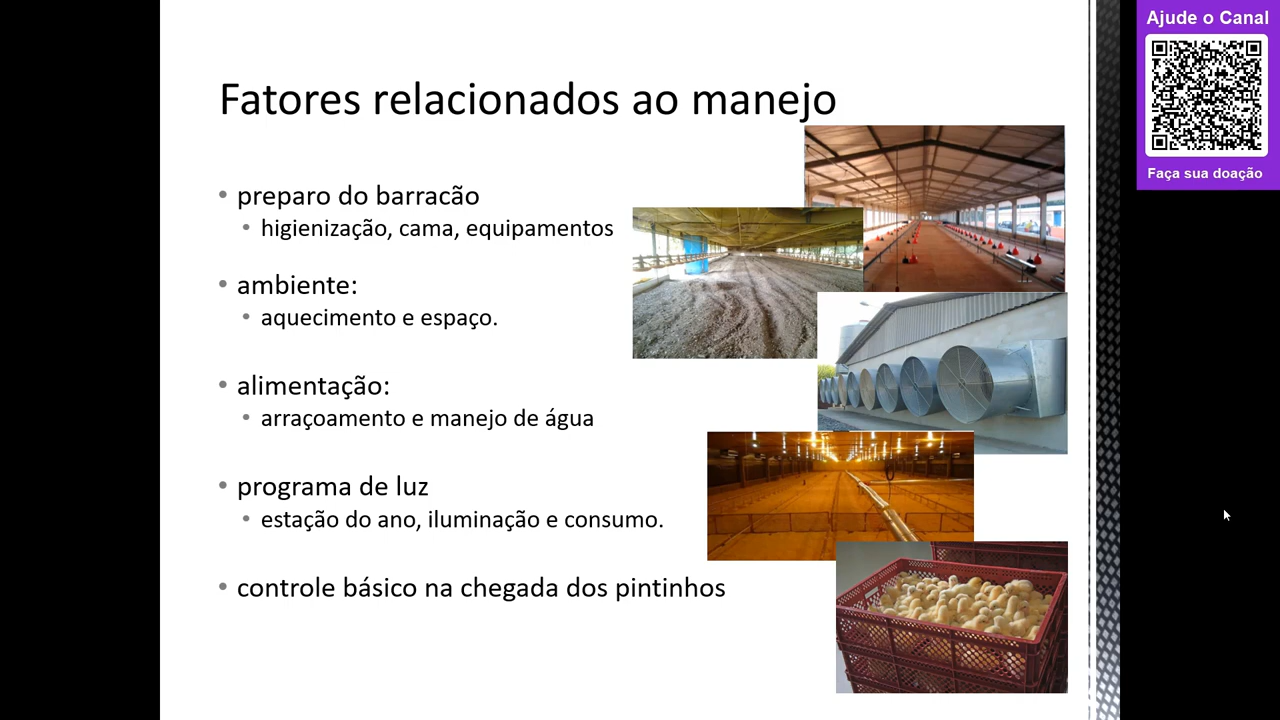 Fatores relacionados ao manejo
• preparo do barracão
• higienização, cama, equipamentos
• ambiente:
• aquecimento e espaço.
• alimentação:
• arraçoamento e manejo de água
• programa de luz
• estação do ano, iluminação e consumo.
• controle básico na chegada dos pintinhos
Ajude o Canal
Faça sua doação